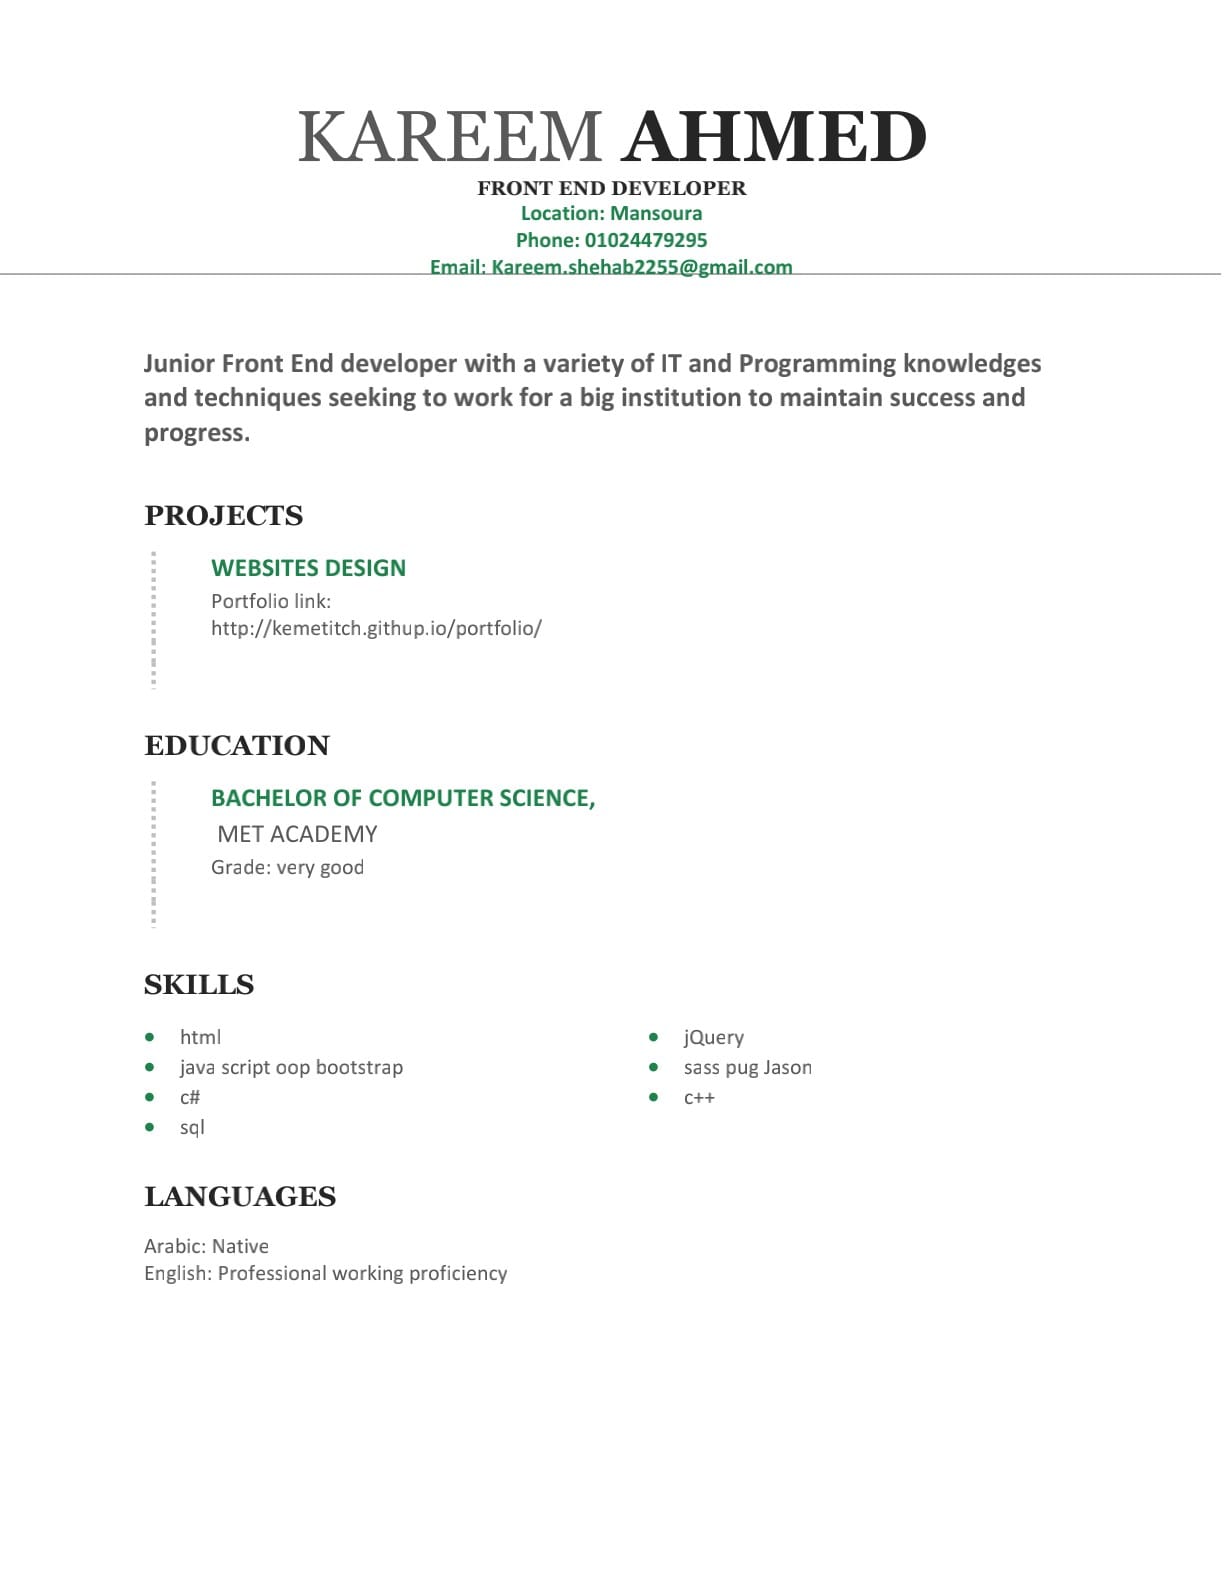 KAREEM AHMED
FRONT END DEVELOPER
Location: Mansoura
Phone: 01024479295
Email: Kareem.shehab2255@gmail.com
Junior Front End developer with a variety of IT and Programming knowledges
and techniques seeking to work for a big institution to maintain success and
progress.
PROJECTS
WEBSITES DESIGN
Portfolio link:
http://kemetitch.githup.io/portfolio/
EDUCATION
BACHELOR OF COMPUTER SCIENCE,
MET ACADEMY
Grade: very good
SKILLS
• html
• java script oop bootstrap
• c#
• sql
• jQuery
• sass pug Jason
• c++
LANGUAGES
Arabic: Native
English: Professional working proficiency